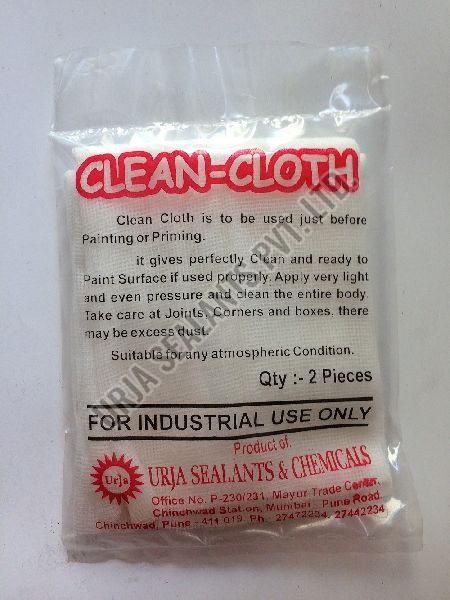 CLEAN-CLOTH
Clean Cloth is to be used just before
Painting or Priming.
it gives perfectly Clean and ready to
Paint Surface if used properly. Apply very light
and even pressure and clean the entire body.
Take care at Joints, Corners and boxes, there
may be excess dust.
Suitable for any atmospheric Condition.
Qty :- 2 Pieces
FOR INDUSTRIAL USE ONLY
Product of:
Urja
URJA SEALANTS & CHEMICALS
Office No. P-230/231, Mayur Trade Center,
Chinchwad Station, Mumbai - Pune Road,
Chinchwad, Pune - 411 019. Ph. 27472234, 27442234
URJA SEALANTS PVT. LTD.